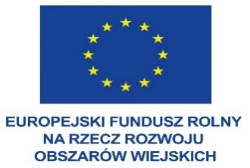 EUROPEJSKI FUNDUSZ ROLNY
NA RZECZ ROZWOJU
OBSZARÓW WIEJSKICH